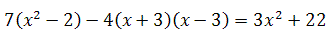 7(x² − 2) − 4(x + 3)(x − 3) = 3x² + 22